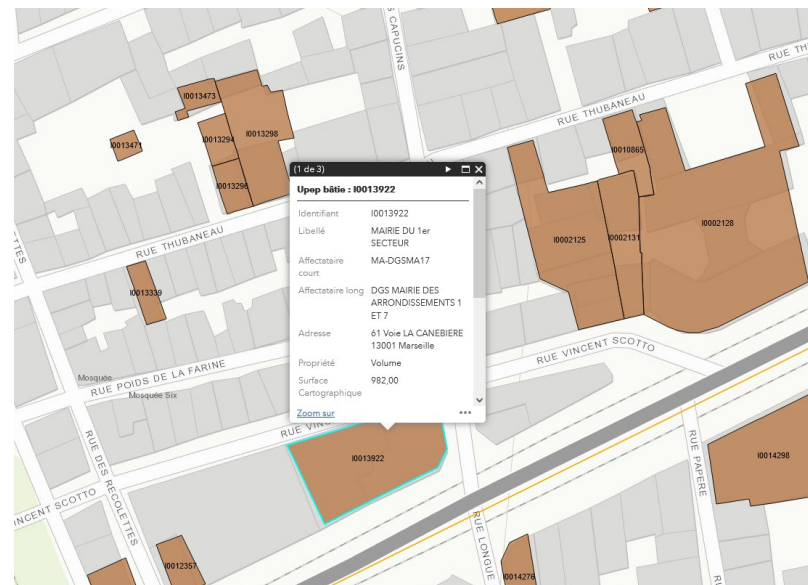 S CAPUCINS
RUE TH
RUE THUBANEAU
I0013473
I0013471
I0013294
I0013298
I0013296
I0010865
I0002125
I0002131
I0002128
(1 de 3)
Upep bâtie : I0013922
Identifiant I0013922
Libellé MAIRIE DU 1er
SECTEUR
Affectataire MA-DGSMA17
court
Affectataire long DGS MAIRIE DES
ARRONDISSEMENTS 1
ET 7
Adresse 61 Voie LA CANEBIERE
13001 Marseille
Propriété Volume
Surface 982,00
Cartographique
Zoom sur
RUE THUBANEAU
ETTES
I0013339
Mosquée
RUE POIDS DE LA FARINE
Mosquée Six
RUE VINCENT SCOTTO
RUE VINC
I0013922
RUE DES RECOLETTES
INCENT SCOTTO
I0012357
RUE LONGUE
I0014276
RUE PAPERE
I0014298
RU